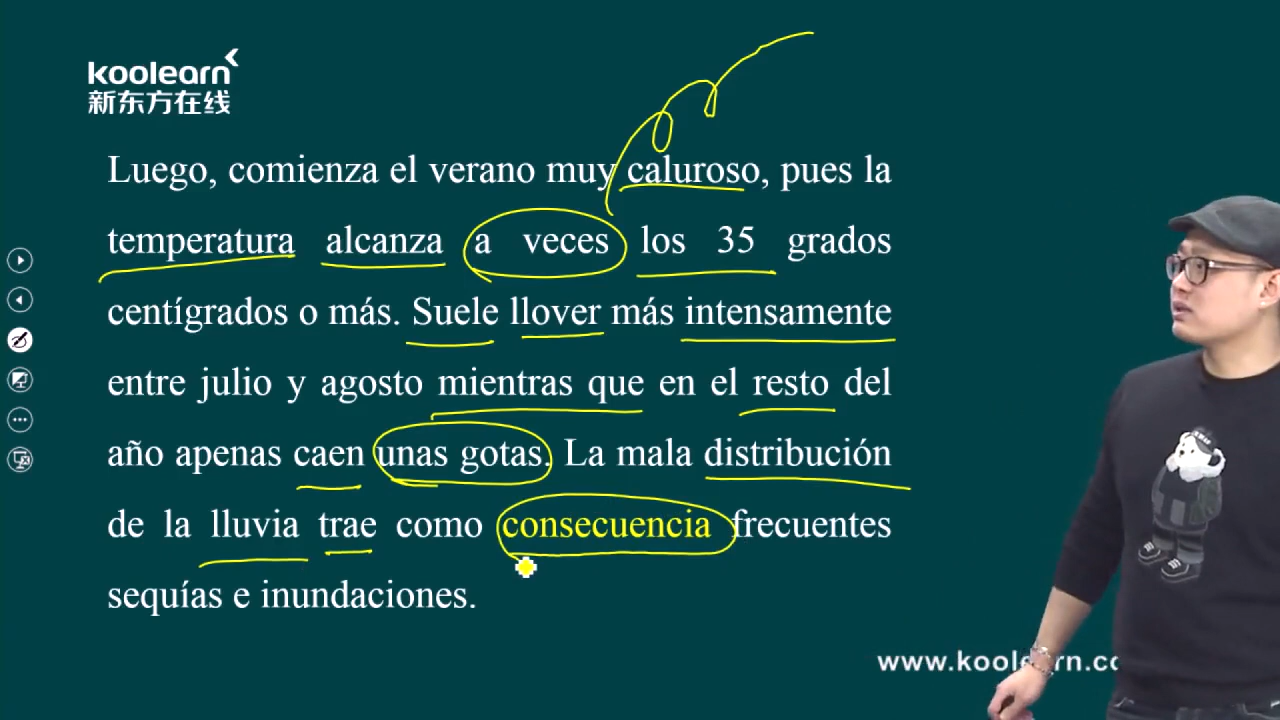 koolearn
新东方在线
Luego, comienza el verano muy caluroso, pues la
temperatura alcanza a veces los 35 grados
centígrados o más. Suele llover más intensamente
entre julio y agosto mientras que en el resto del
año apenas caen unas gotas. La mala distribución
de la lluvia trae como consecuencia frecuentes
sequías e inundaciones.
www.koolearn.co